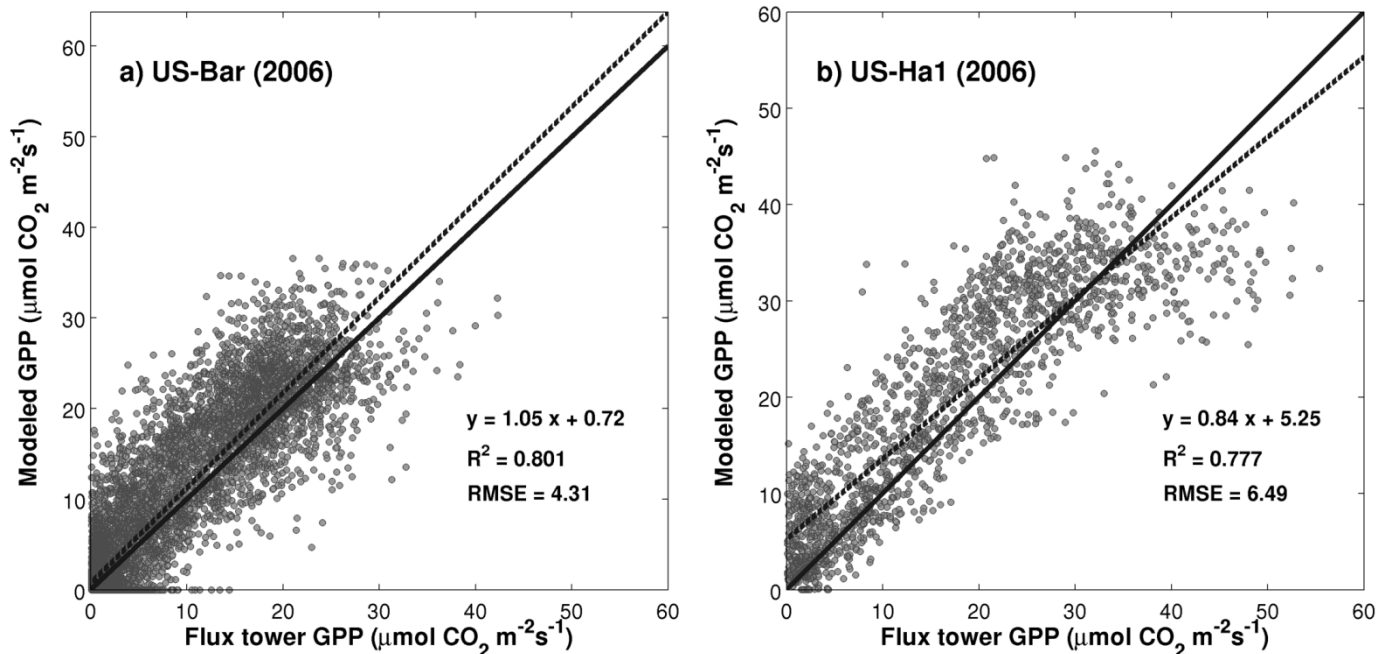 a) US-Bar (2006)
Modeled GPP (μmol CO₂ m⁻²s⁻¹)
60
50
40
30
20
10
0
y = 1.05 x + 0.72
R² = 0.801
RMSE = 4.31
0 10 20 30 40 50 60
Flux tower GPP (μmol CO₂ m⁻²s⁻¹)
b) US-Ha1 (2006)
Modeled GPP (μmol CO₂ m⁻²s⁻¹)
60
50
40
30
20
10
0
y = 0.84 x + 5.25
R² = 0.777
RMSE = 6.49
0 10 20 30 40 50 60
Flux tower GPP (μmol CO₂ m⁻²s⁻¹)